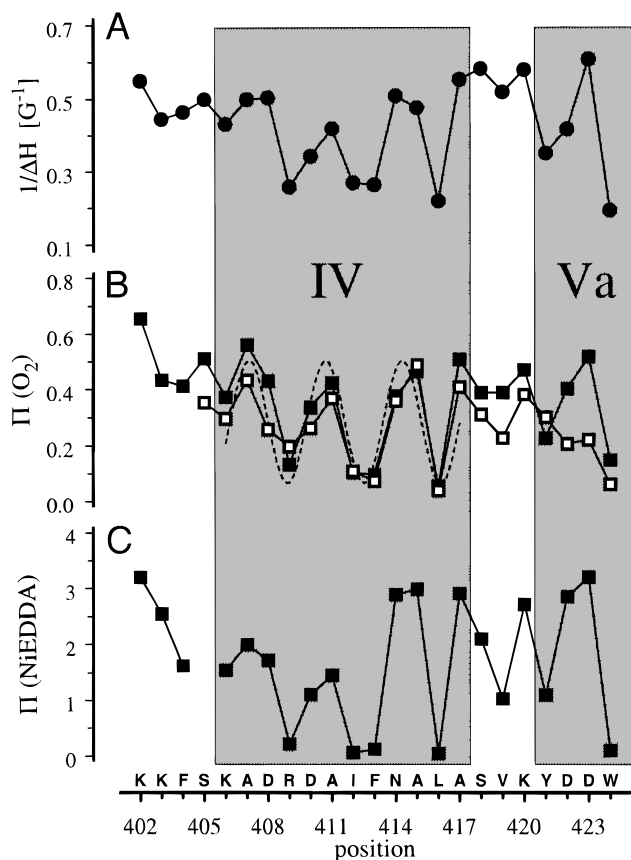 A
1/ΔH [G⁻¹]
0.7
0.5
0.3
0.1
IV
Va
B
Π (O₂)
0.8
0.6
0.4
0.2
0.0
C
Π (NiEDDA)
4
3
2
1
0
K K F S K A D R D A I F N A L A S V K Y D D W
402 405 408 411 414 417 420 423
position